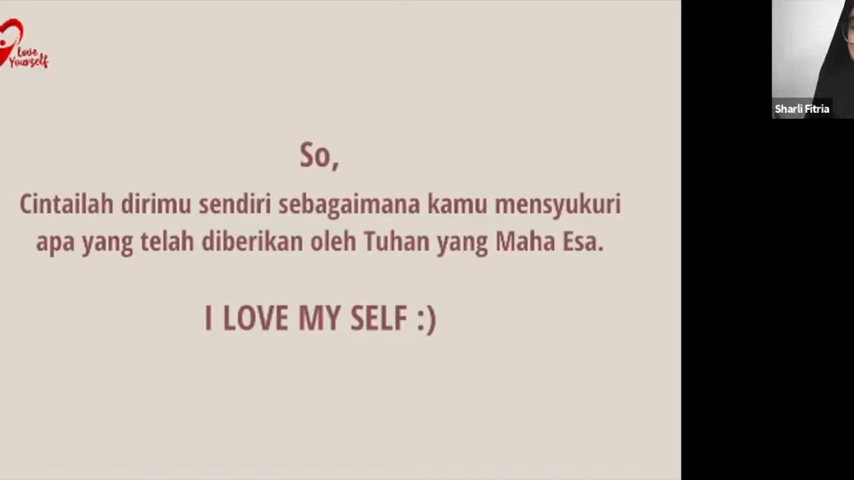 Love
Yourself
Sharli Fitria
So,
Cintailah dirimu sendiri sebagaimana kamu mensyukuri
apa yang telah diberikan oleh Tuhan yang Maha Esa.
I LOVE MY SELF :)